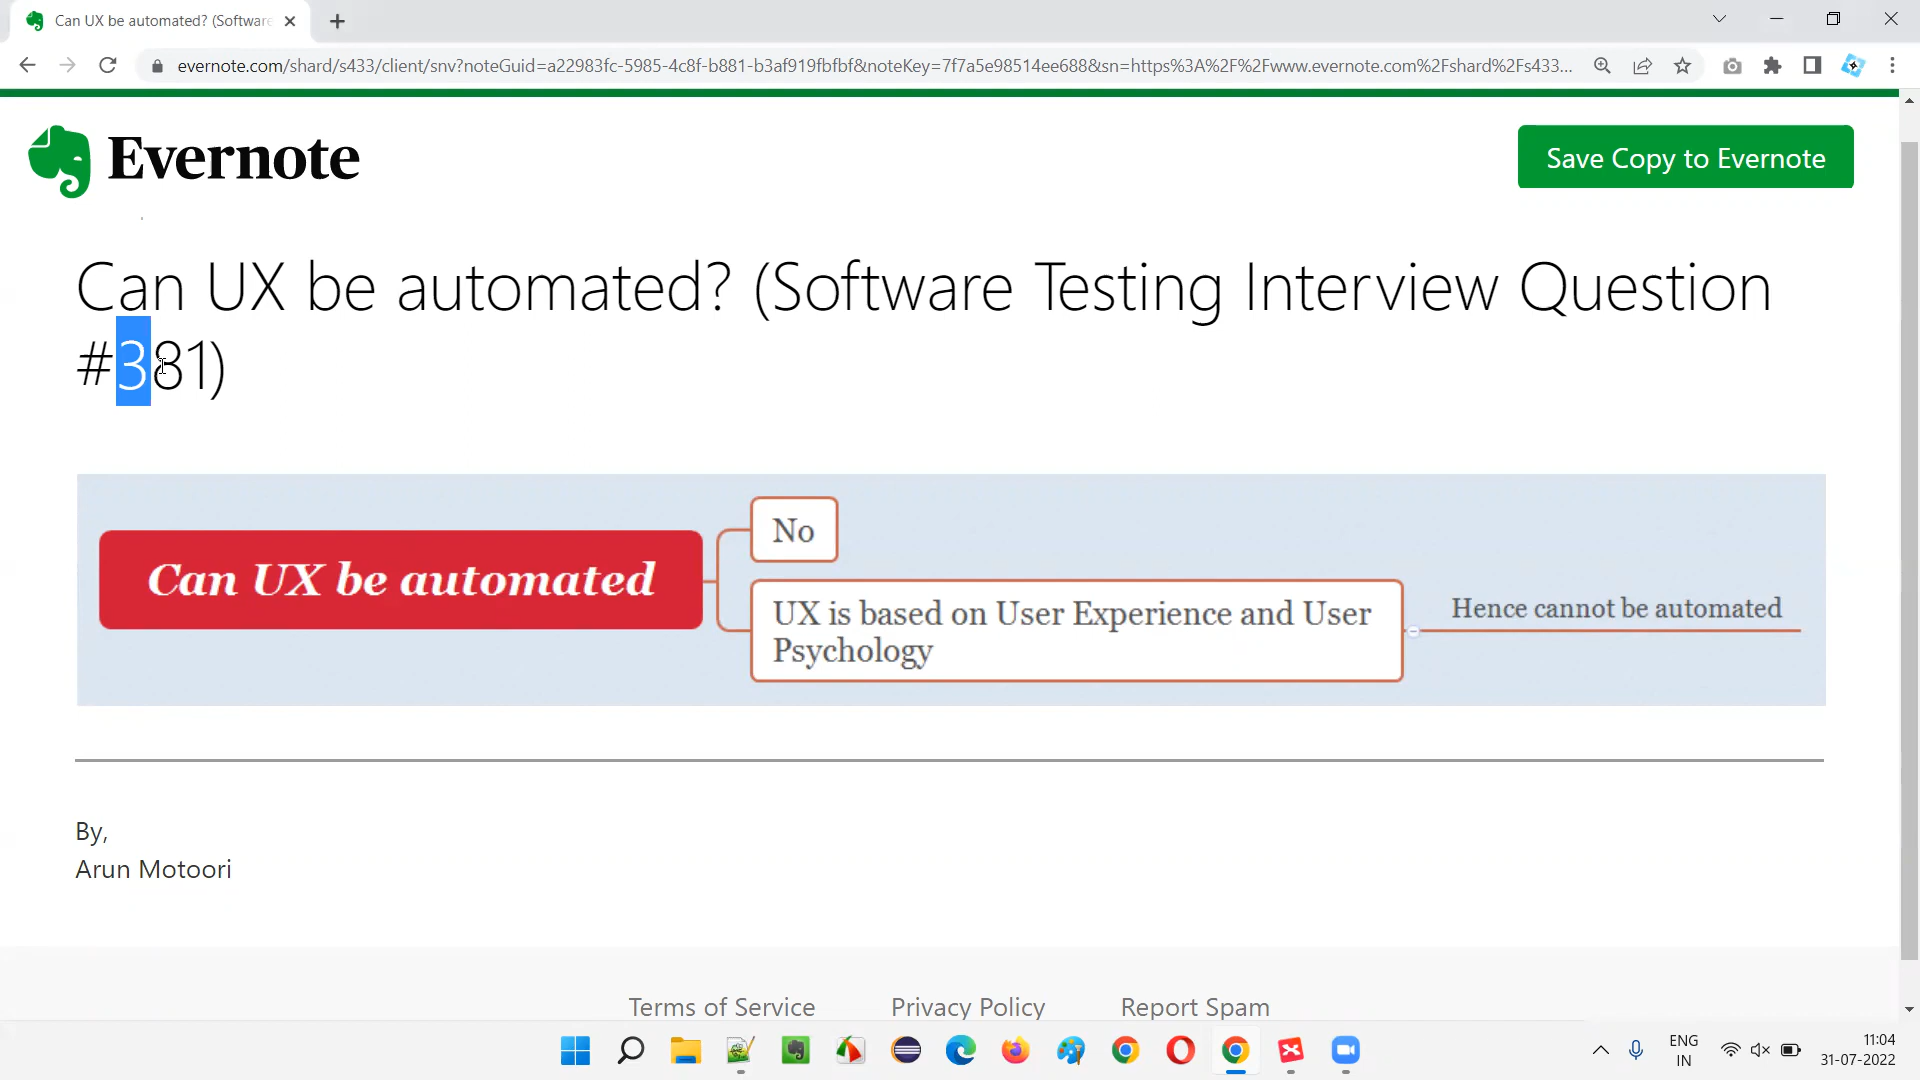 Can UX be automated? (Software
evernote.com/shard/s433/client/snv?noteGuid=a22983fc-5985-4c8f-b881-b3af919fbfbf&noteKey=7f7a5e98514ee688&sn=https%3A%2F%2Fwww.evernote.com%2Fshard%2Fs433...
Evernote
Save Copy to Evernote
Can UX be automated? (Software Testing Interview Question
#381)
Can UX be automated
No
UX is based on User Experience and User
Psychology
Hence cannot be automated
By,
Arun Motoori
Terms of Service Privacy Policy Report Spam
ENG
IN
11:04
31-07-2022